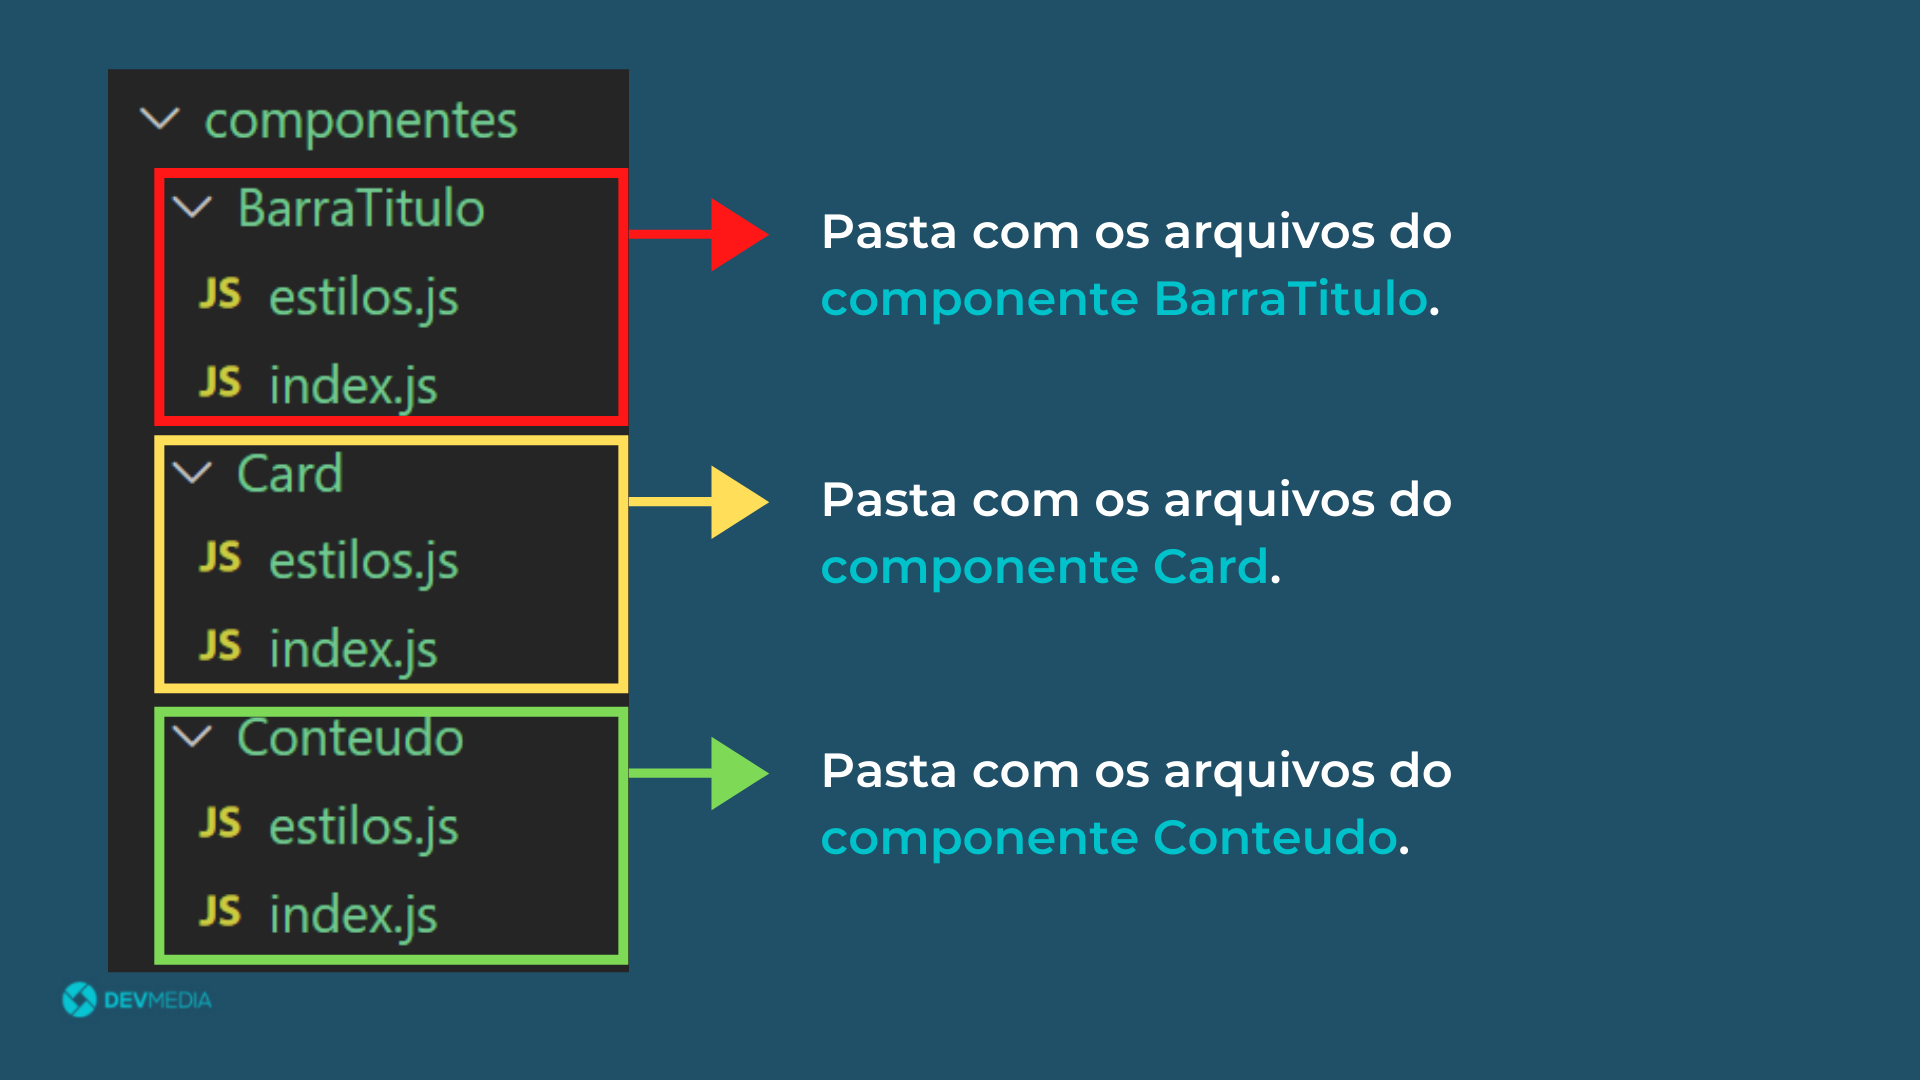 componentes
BarraTitulo
JS estilos.js
JS index.js
Card
JS estilos.js
JS index.js
Conteudo
JS estilos.js
JS index.js
Pasta com os arquivos do
componente BarraTitulo.
Pasta com os arquivos do
componente Card.
Pasta com os arquivos do
componente Conteudo.
DEVMEDIA